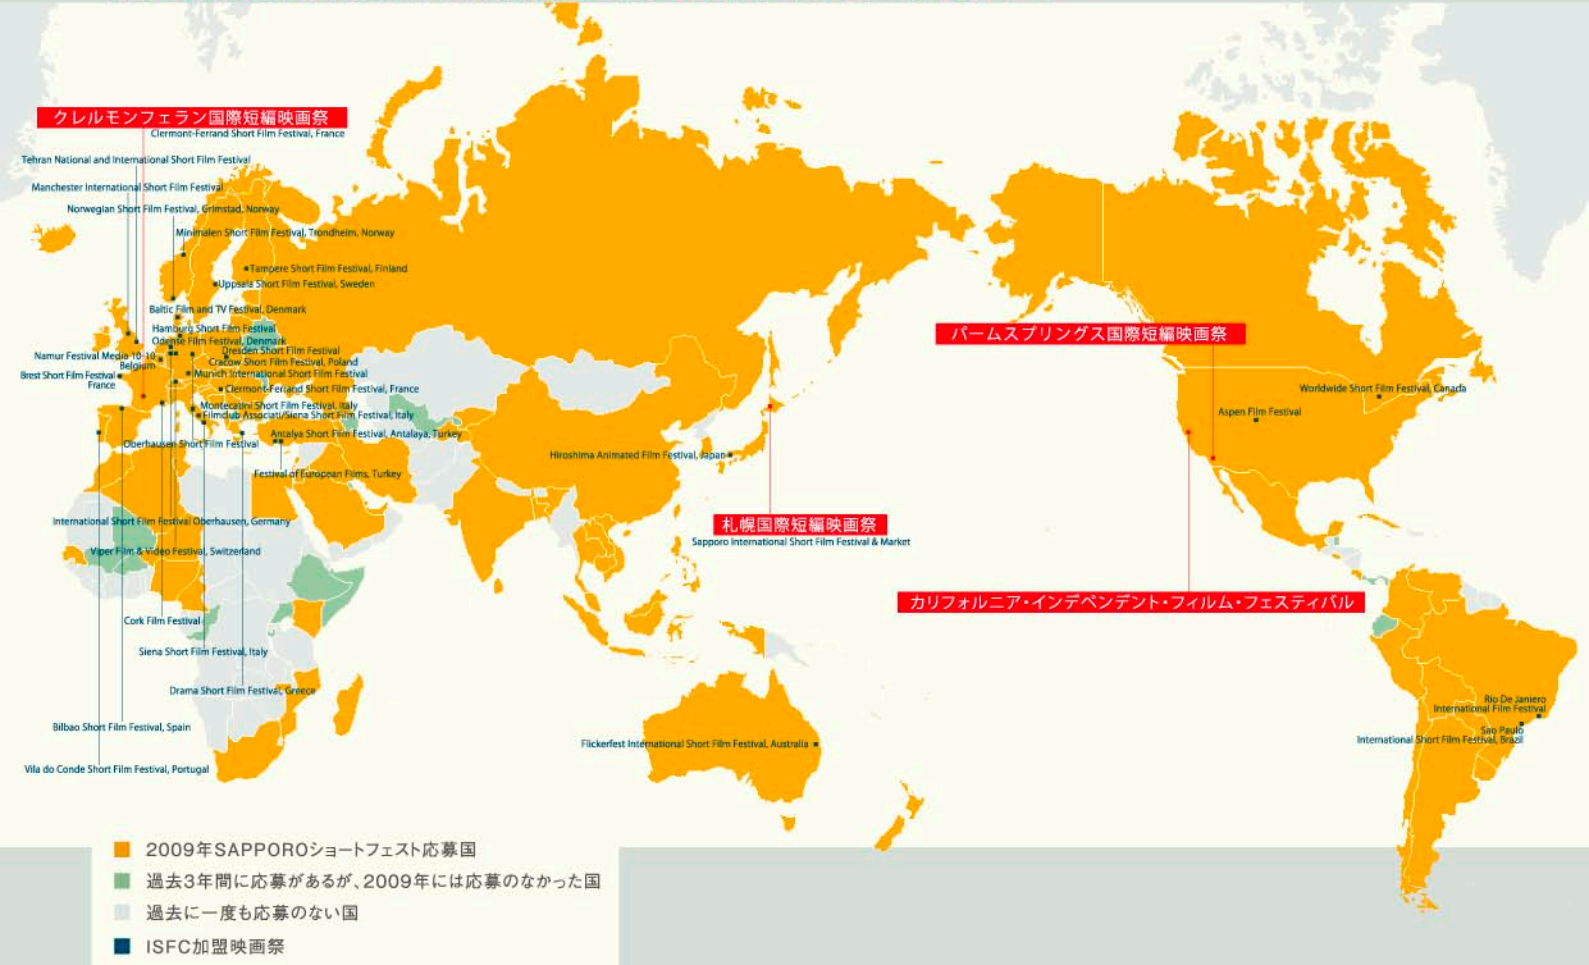 クレルモンフェラン国際短編映画祭
Clermont-Ferrand Short Film Festival, France
Tehran National and International Short Film Festival
Manchester International Short Film Festival
Norwegian Short Film Festival, Grimstad, Norway
Minimalen Short Film Festival, Trondheim, Norway
Tampere Short Film Festival, Finland
Uppsala Short Film Festival, Sweden
Baltic Film and TV Festival, Denmark
Hamburg Short Film Festival
Odense Film Festival, Denmark
Dresden Short Film Festival
Namur Festival Media 10-10
Belgium
Cracow Short Film Festival, Poland
Brest Short Film Festival
France
Munich International Short Film Festival
Clermont-Ferrand Short Film Festival, France
Montecatini Short Film Festival, Italy
Filmclub Associati/Siena Short Film Festival, Italy
Antalya Short Film Festival, Antalaya, Turkey
Oberhausen Short Film Festival
Festival of European Films, Turkey
International Short Film Festival Oberhausen, Germany
Viper Film & Video Festival, Switzerland
Cork Film Festival
Siena Short Film Festival, Italy
Drama Short Film Festival, Greece
Bilbao Short Film Festival, Spain
Vila do Conde Short Film Festival, Portugal
Hiroshima Animated Film Festival, Japan
札幌国際短編映画祭
Sapporo International Short Film Festival & Market
Flickerfest International Short Film Festival, Australia
パームスプリングス国際短編映画祭
Worldwide Short Film Festival, Canada
Aspen Film Festival
カリフォルニア・インデペンデント・フィルム・フェスティバル
Rio De Janiero
International Film Festival
Sao Paulo
International Short Film Festival, Brazil
2009年SAPPOROショートフェスト応募国
過去3年間に応募があるが、2009年には応募のなかった国
過去に一度も応募のない国
ISFC加盟映画祭